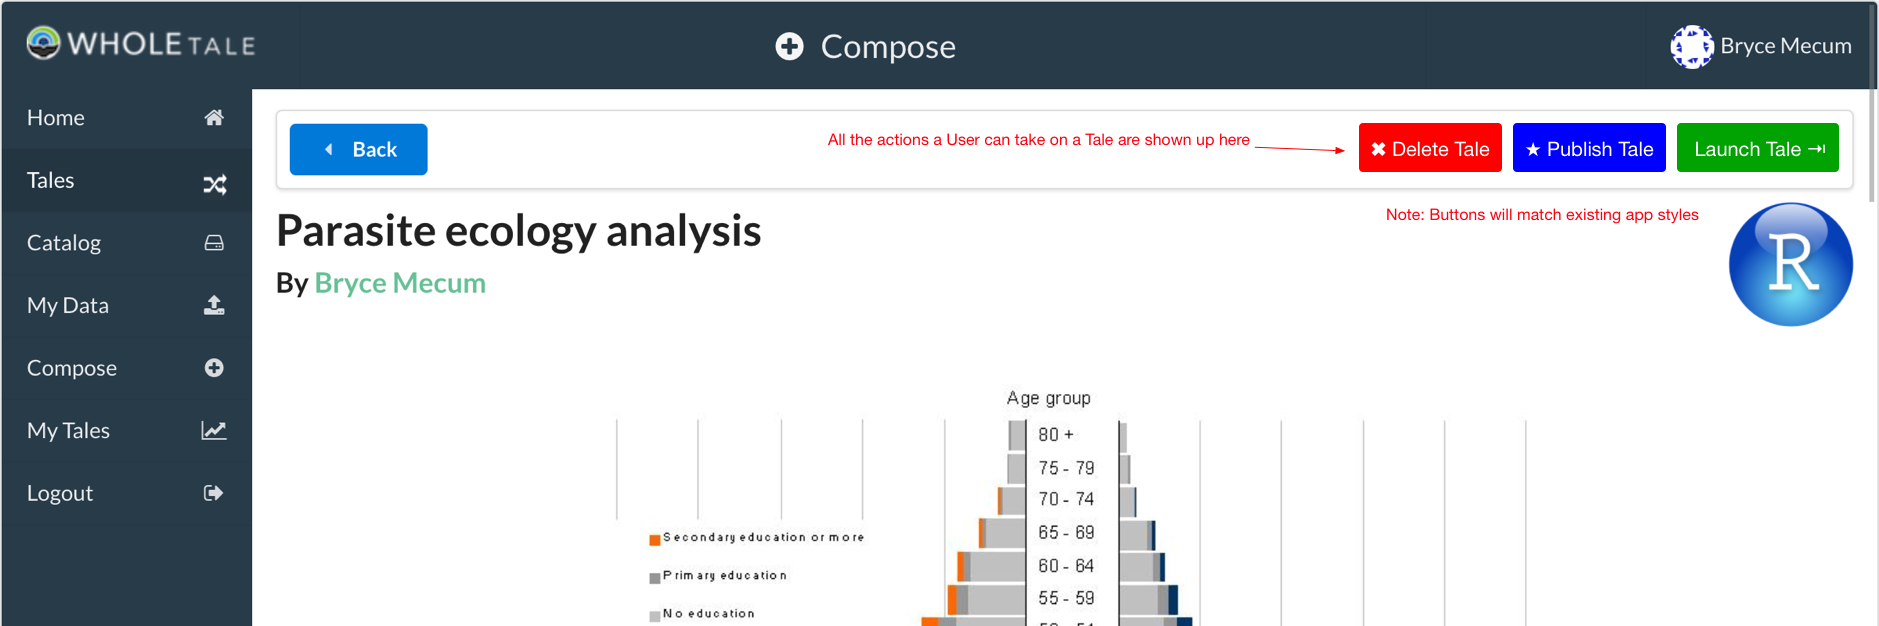 WHOLE TALE
Compose
Bryce Mecum
Home
Tales
Catalog
My Data
Compose
My Tales
Logout
Back
All the actions a User can take on a Tale are shown up here
✖ Delete Tale
★ Publish Tale
Launch Tale ⇥
Note: Buttons will match existing app styles
Parasite ecology analysis
By Bryce Mecum
R
Age group
80 +
75 - 79
70 - 74
65 - 69
60 - 64
55 - 59
Secondary education or more
Primary education
No education